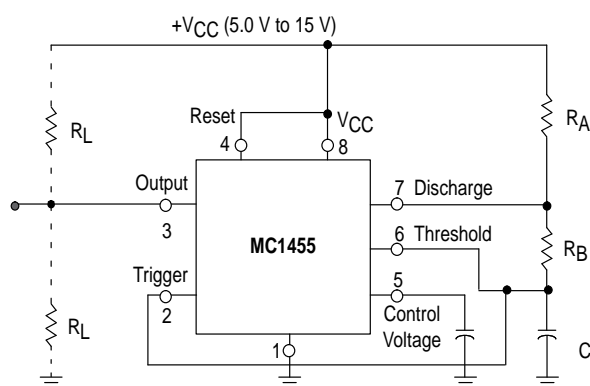 +VCC (5.0 V to 15 V)
RL
Reset
4
VCC
8
RA
Output
3
7 Discharge
6 Threshold
RB
MC1455
5
Control
Voltage
Trigger
2
RL
1
C